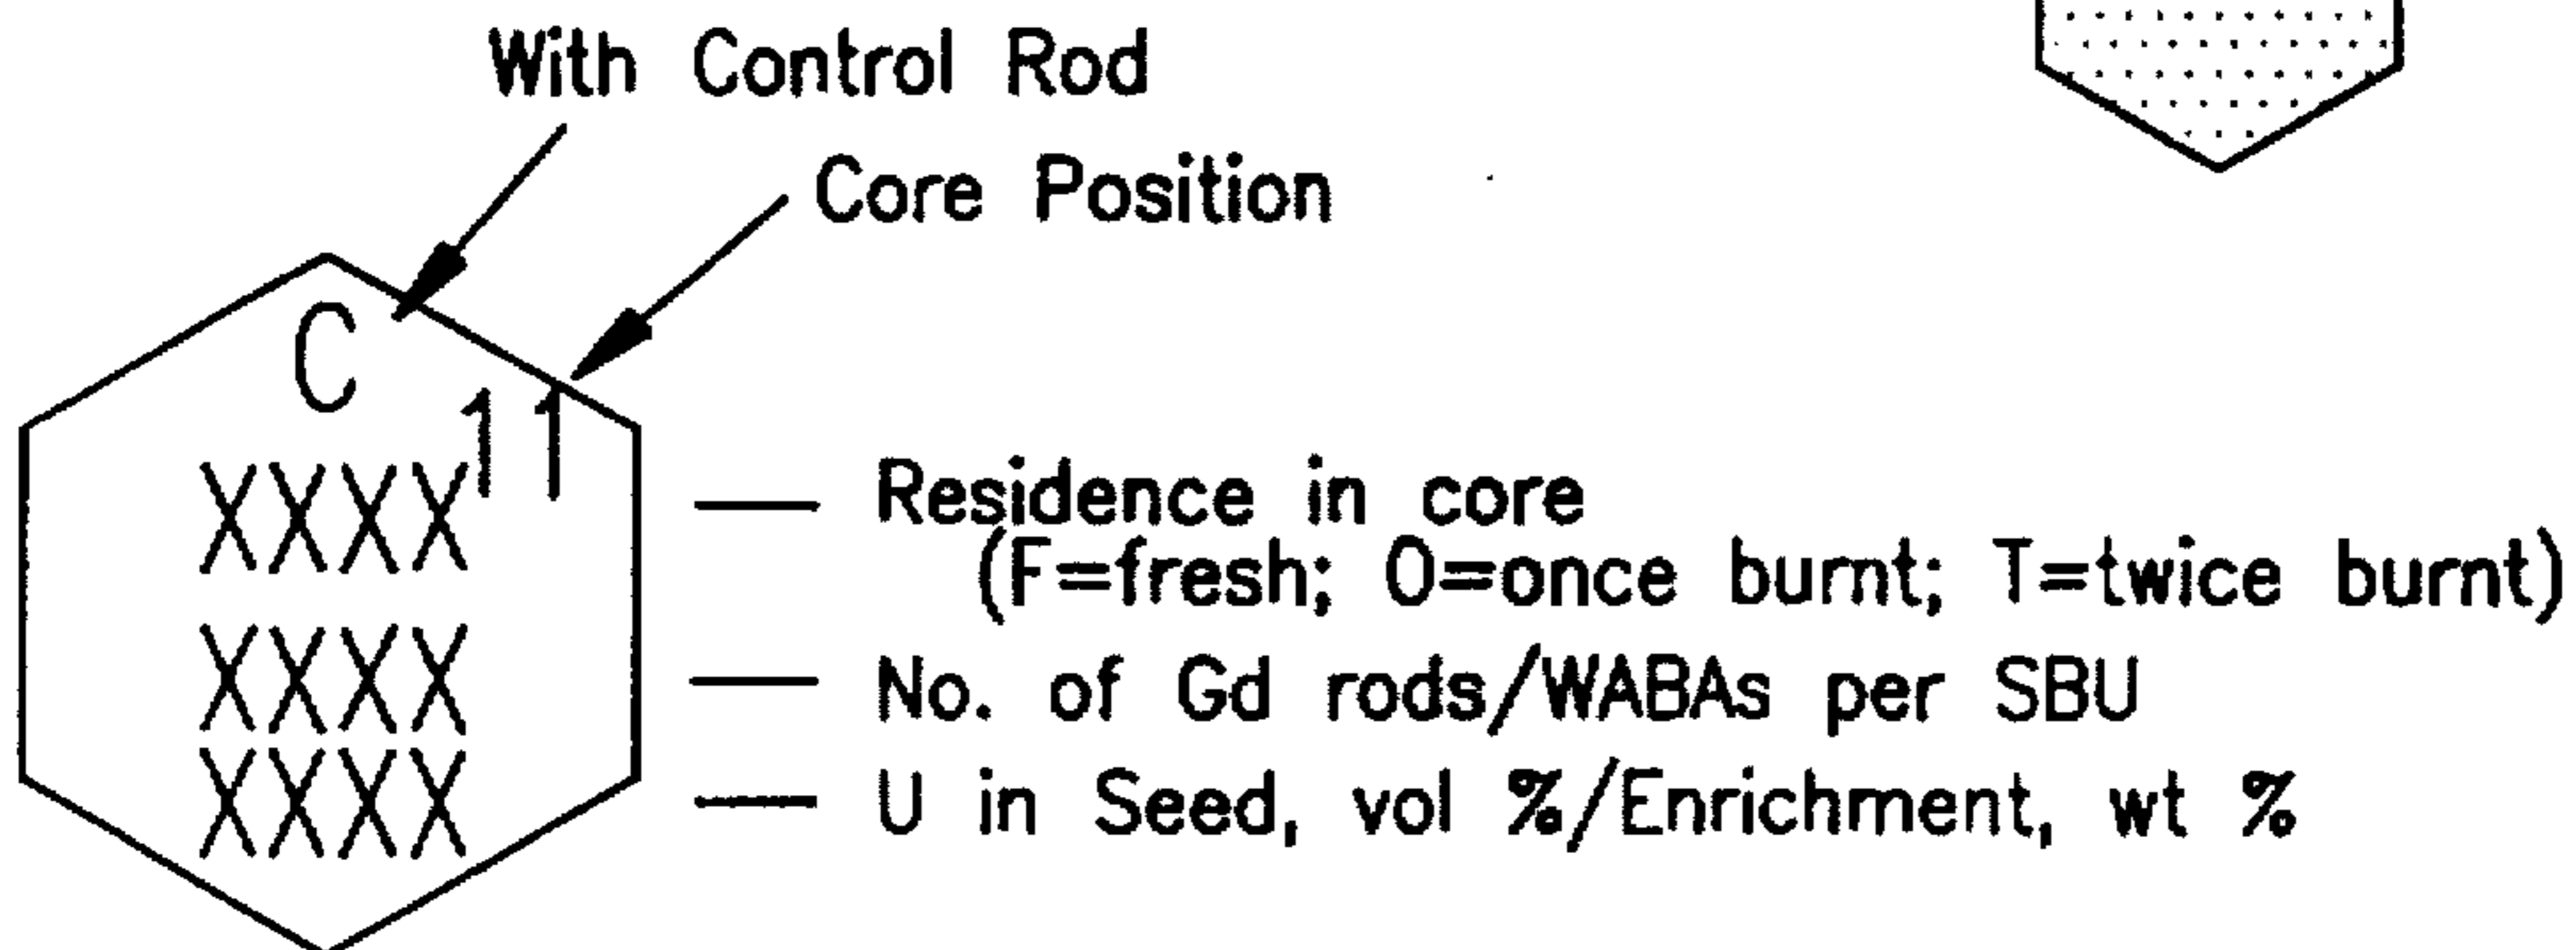 With Control Rod
Core Position
C
11
XXXX
Residence in core
(F=fresh; O=once burnt; T=twice burnt)
XXXX
No. of Gd rods/WABAs per SBU
XXXX
U in Seed, vol %/Enrichment, wt %